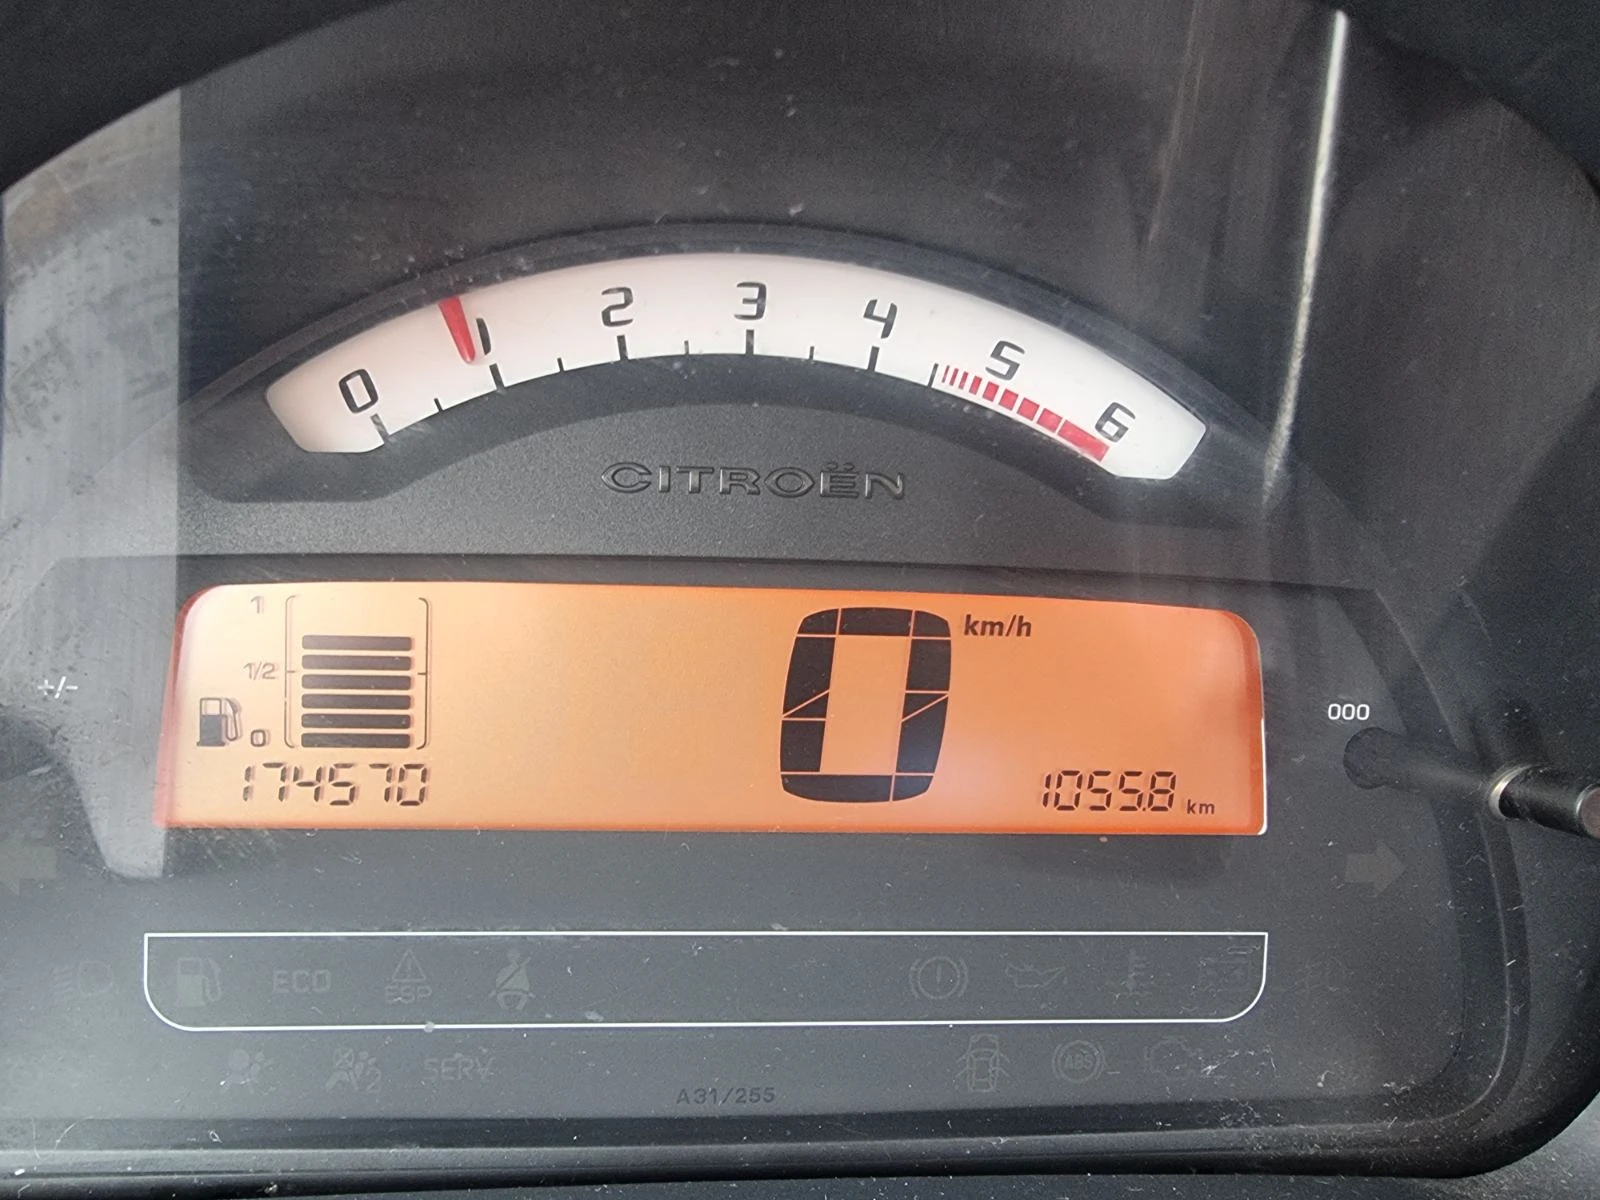 0 1 2 3 4 5 6
CITROËN
1
km/h
1/2
+/-
000
0
0
174570
1055.8 km
ECO
ESP
SERV
ABS
A31/255